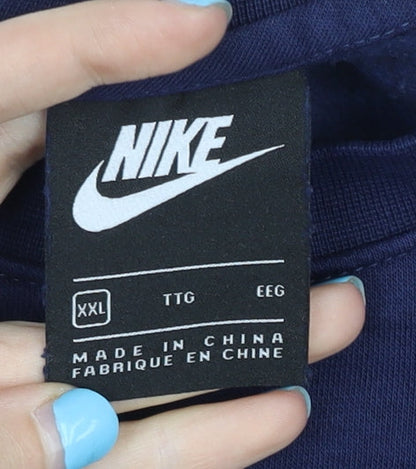 NIKE
XXL TTG EEG
MADE IN CHINA
FABRIQUE EN CHINE